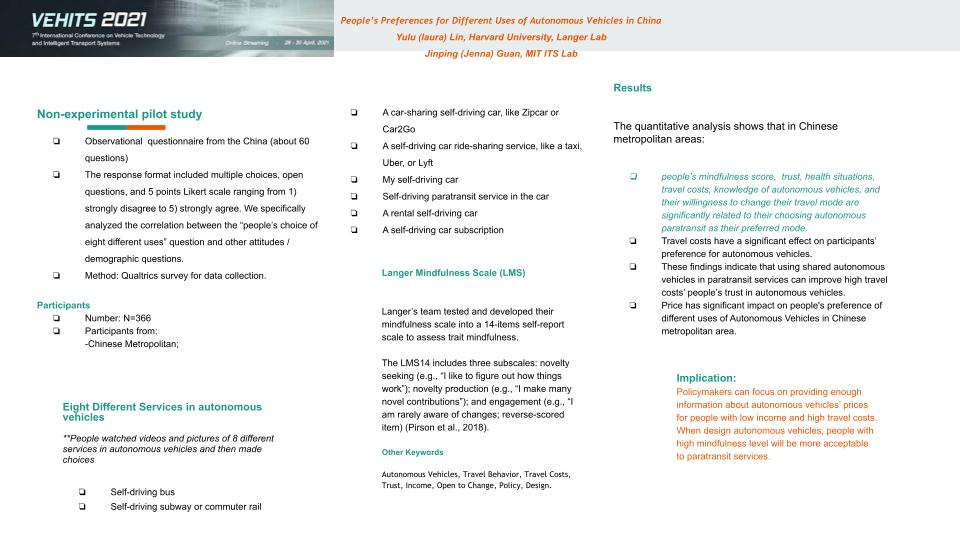 VEHITS 2021
7th International Conference on Vehicle Technology
and Intelligent Transport Systems
Online Streaming 28 - 30 April, 2021
People's Preferences for Different Uses of Autonomous Vehicles in China
Yulu (laura) Lin, Harvard University, Langer Lab
Jinping (Jenna) Guan, MIT ITS Lab
Non-experimental pilot study
❑ Observational questionnaire from the China (about 60
questions)
❑ The response format included multiple choices, open
questions, and 5 points Likert scale ranging from 1)
strongly disagree to 5) strongly agree. We specifically
analyzed the correlation between the "people's choice of
eight different uses" question and other attitudes /
demographic questions.
❑ Method: Qualtrics survey for data collection.
Participants
❑ Number: N=366
❑ Participants from:
-Chinese Metropolitan;
Eight Different Services in autonomous
vehicles
**People watched videos and pictures of 8 different
services in autonomous vehicles and then made
choices
❑ Self-driving bus
❑ Self-driving subway or commuter rail
❑ A car-sharing self-driving car, like Zipcar or
Car2Go
❑ A self-driving car ride-sharing service, like a taxi,
Uber, or Lyft
❑ My self-driving car
❑ Self-driving paratransit service in the car
❑ A rental self-driving car
❑ A self-driving car subscription
Langer Mindfulness Scale (LMS)
Langer's team tested and developed their
mindfulness scale into a 14-items self-report
scale to assess trait mindfulness.
The LMS14 includes three subscales: novelty
seeking (e.g., "I like to figure out how things
work"); novelty production (e.g., "I make many
novel contributions"); and engagement (e.g., "I
am rarely aware of changes; reverse-scored
item) (Pirson et al., 2018).
Other Keywords
Autonomous Vehicles, Travel Behavior, Travel Costs,
Trust, Income, Open to Change, Policy, Design.
Results
The quantitative analysis shows that in Chinese
metropolitan areas:
❑ people's mindfulness score, trust, health situations,
travel costs, knowledge of autonomous vehicles, and
their willingness to change their travel mode are
significantly related to their choosing autonomous
paratransit as their preferred mode.
❑ Travel costs have a significant effect on participants'
preference for autonomous vehicles.
❑ These findings indicate that using shared autonomous
vehicles in paratransit services can improve high travel
costs' people's trust in autonomous vehicles.
❑ Price has significant impact on people's preference of
different uses of Autonomous Vehicles in Chinese
metropolitan area.
Implication:
Policymakers can focus on providing enough
information about autonomous vehicles' prices
for people with low income and high travel costs.
When design autonomous vehicles, people with
high mindfulness level will be more acceptable
to paratransit services.